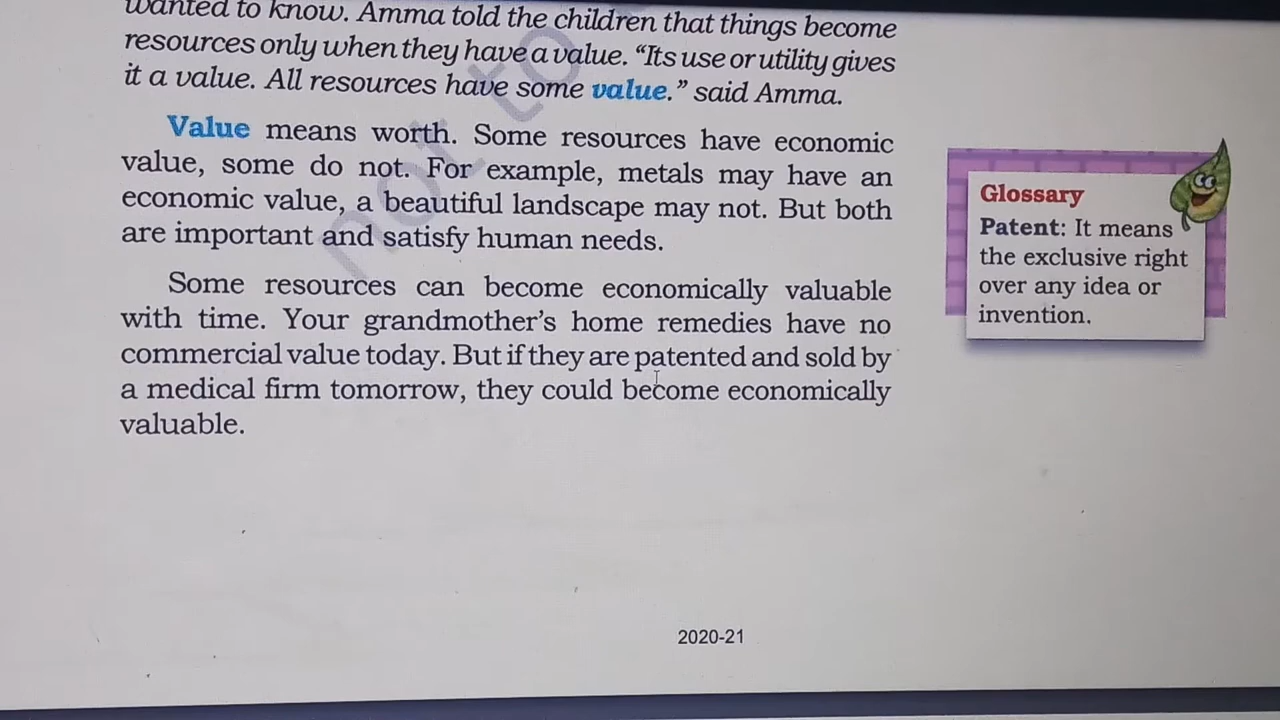 wanted to know. Amma told the children that things become
resources only when they have a value. “Its use or utility gives
it a value. All resources have some value.” said Amma.
Value means worth. Some resources have economic
value, some do not. For example, metals may have an
economic value, a beautiful landscape may not. But both
are important and satisfy human needs.
Some resources can become economically valuable
with time. Your grandmother’s home remedies have no
commercial value today. But if they are patented and sold by
a medical firm tomorrow, they could become economically
valuable.
Glossary
Patent: It means
the exclusive right
over any idea or
invention.
not to
2020-21